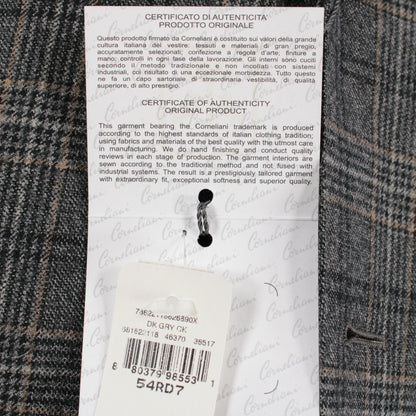 CERTIFICATO DI AUTENTICITA'
PRODOTTO ORIGINALE
Questo prodotto firmato da Corneliani è costituito sui valori della grande
cultura italiana del vestire: tessuti e materiali di gran pregio,
accuratamente selezionati; confezione a regola d'arte; finiture a
mano; controlli in ogni fase della lavorazione. Gli interni sono cuciti
secondo il metodo tradizionale e non incollati con sistemi
industriali, col risultato di una eccezionale morbidezza. Tutto questo
ne fa un capo sartoriale di straordinaria vestibilità, di qualità
superiore, di alto prestigio.
CERTIFICATE OF AUTHENTICITY
ORIGINAL PRODUCT
This garment bearing the Corneliani trademark is produced
according to the highest standards of italian clothing tradition;
using fabrics and materials of the best quality with the utmost care
in manufacturing. We do hand finishing and conduct quality
reviews in each stage of production. The garment interiors are
sewn according to the traditional method and not fused with
industrial systems. The result is a prestigiously tailored garment
with extraordinary fit, exceptional softness and superior quality.
Corneliani
DK GRY CK
8 80379 98553 1
54RD7